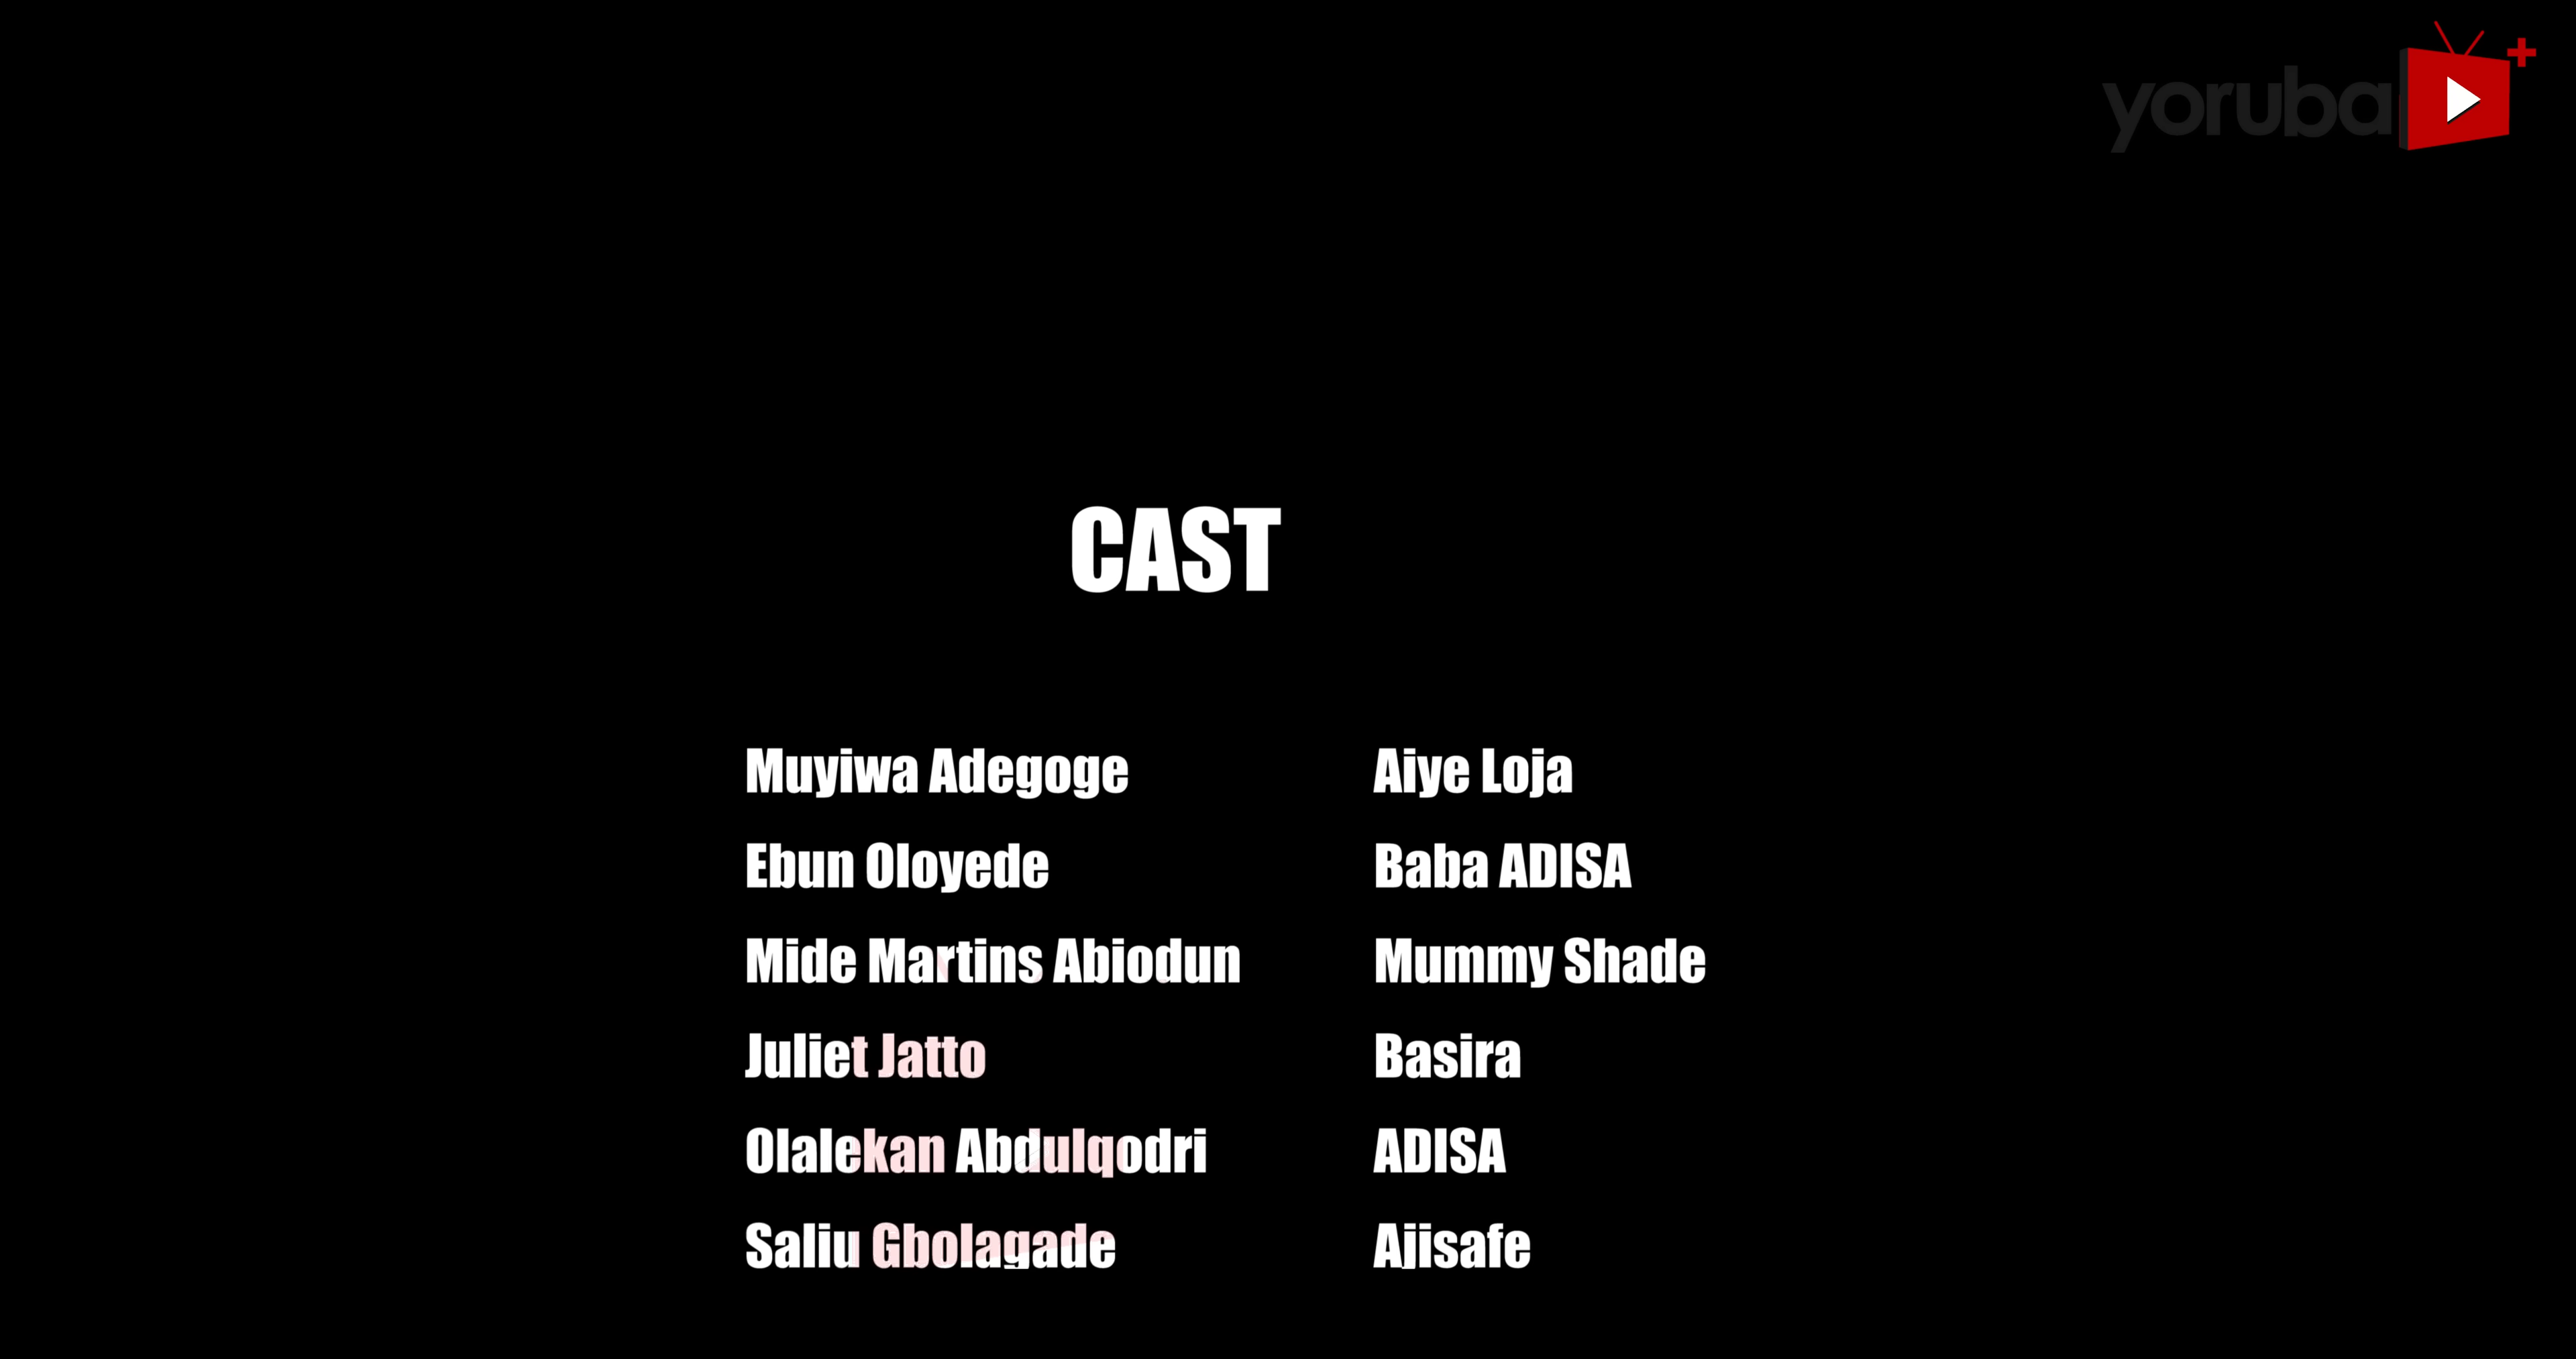 yoruba
CAST
Muyiwa Adegoge Aiye Loja
Ebun Oloyede Baba ADISA
Mide Martins Abiodun Mummy Shade
Juliet Jatto Basira
Olalekan Abdulqodri ADISA
Saliu Gbolagade Ajisafe